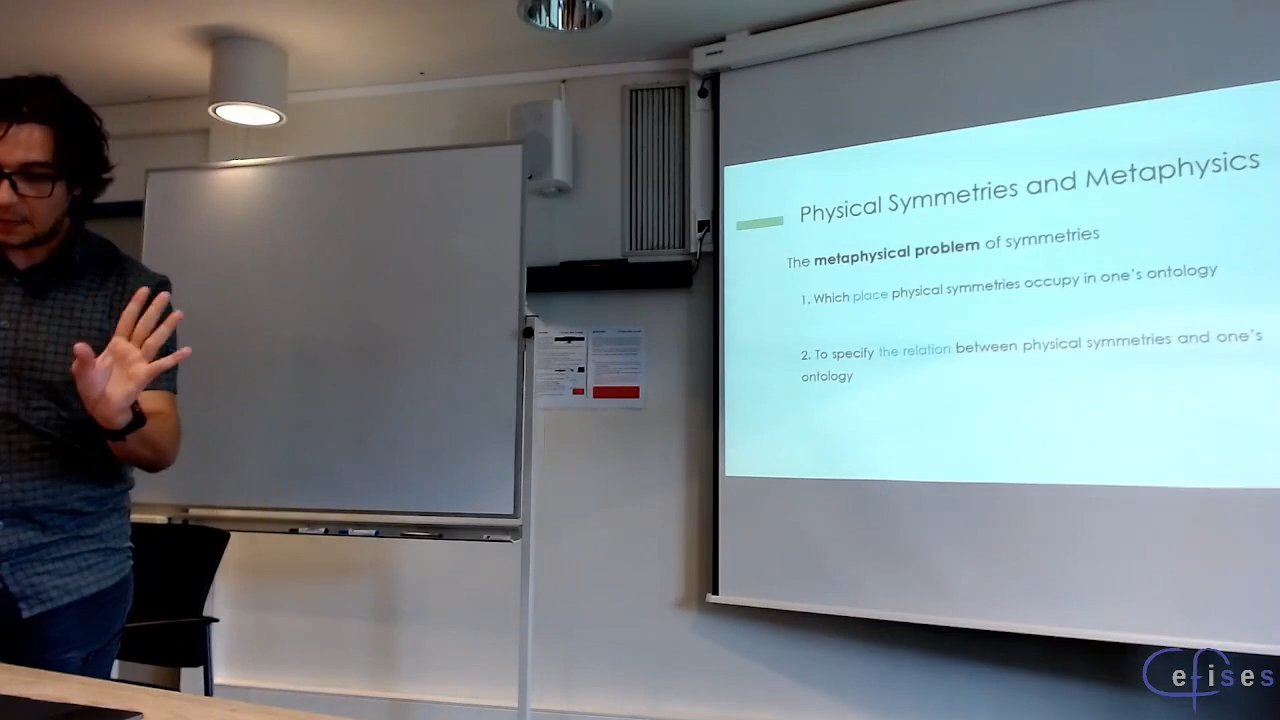 Physical Symmetries and Metaphysics
The metaphysical problem of symmetries
1. Which place physical symmetries occupy in one's ontology
2. To specify the relation between physical symmetries and one's
ontology
Cefises